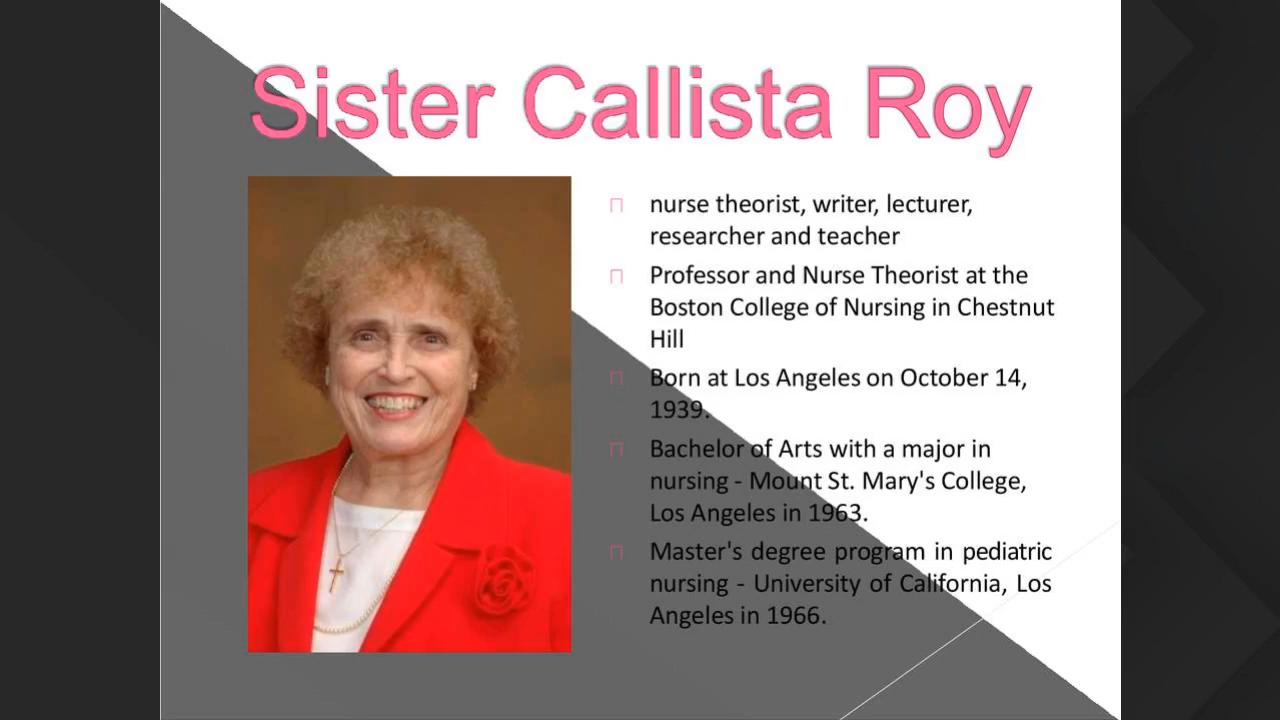 Sister Callista Roy
nurse theorist, writer, lecturer,
researcher and teacher
Professor and Nurse Theorist at the
Boston College of Nursing in Chestnut
Hill
Born at Los Angeles on October 14,
1939.
Bachelor of Arts with a major in
nursing - Mount St. Mary's College,
Los Angeles in 1963.
Master's degree program in pediatric
nursing - University of California, Los
Angeles in 1966.